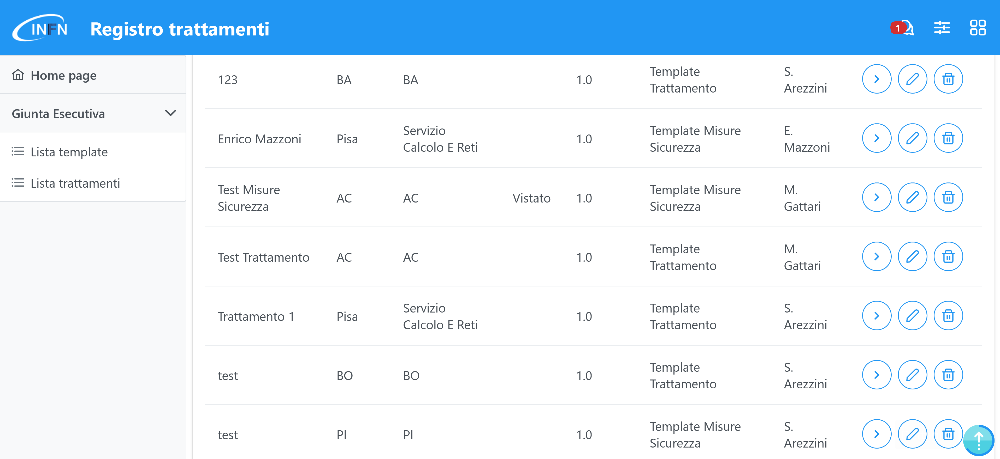 INFN
Registro trattamenti
1
Home page
Giunta Esecutiva
Lista template
Lista trattamenti
123
BA
BA
1.0
Template
Trattamento
S.
Arezzini
Enrico Mazzoni
Pisa
Servizio
Calcolo E Reti
1.0
Template Misure
Sicurezza
E.
Mazzoni
Test Misure
Sicurezza
AC
AC
Vistato
1.0
Template Misure
Sicurezza
M.
Gattari
Test Trattamento
AC
AC
1.0
Template
Trattamento
M.
Gattari
Trattamento 1
Pisa
Servizio
Calcolo E Reti
1.0
Template
Trattamento
S.
Arezzini
test
BO
BO
1.0
Template
Trattamento
S.
Arezzini
test
PI
PI
1.0
Template Misure
Sicurezza
S.
Arezzini